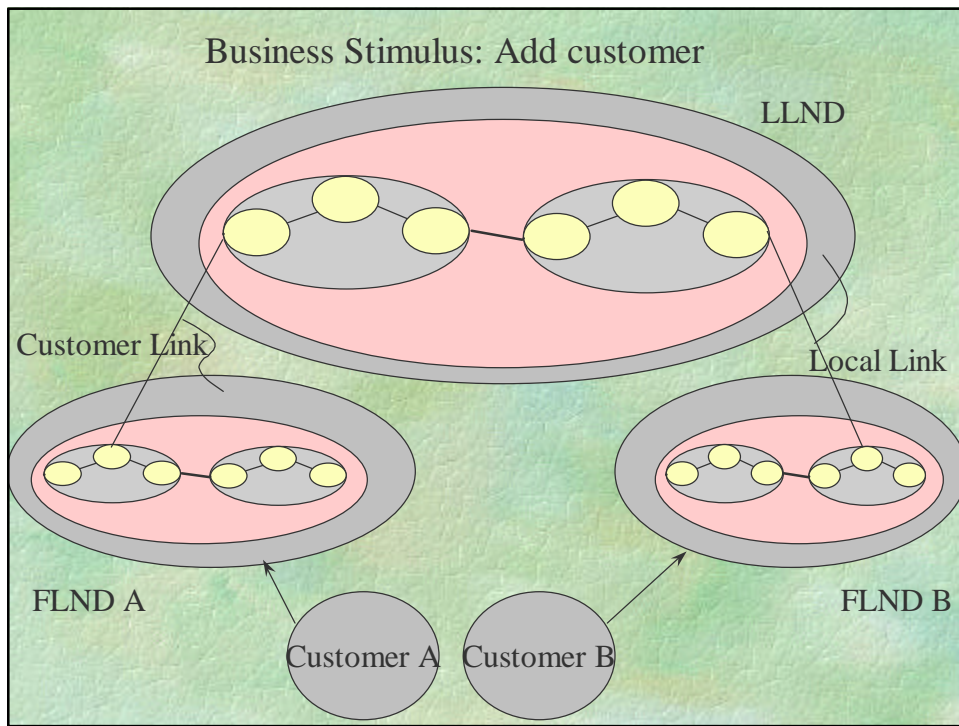 Business Stimulus: Add customer
LLND
Customer Link
Local Link
FLND A
FLND B
Customer A
Customer B